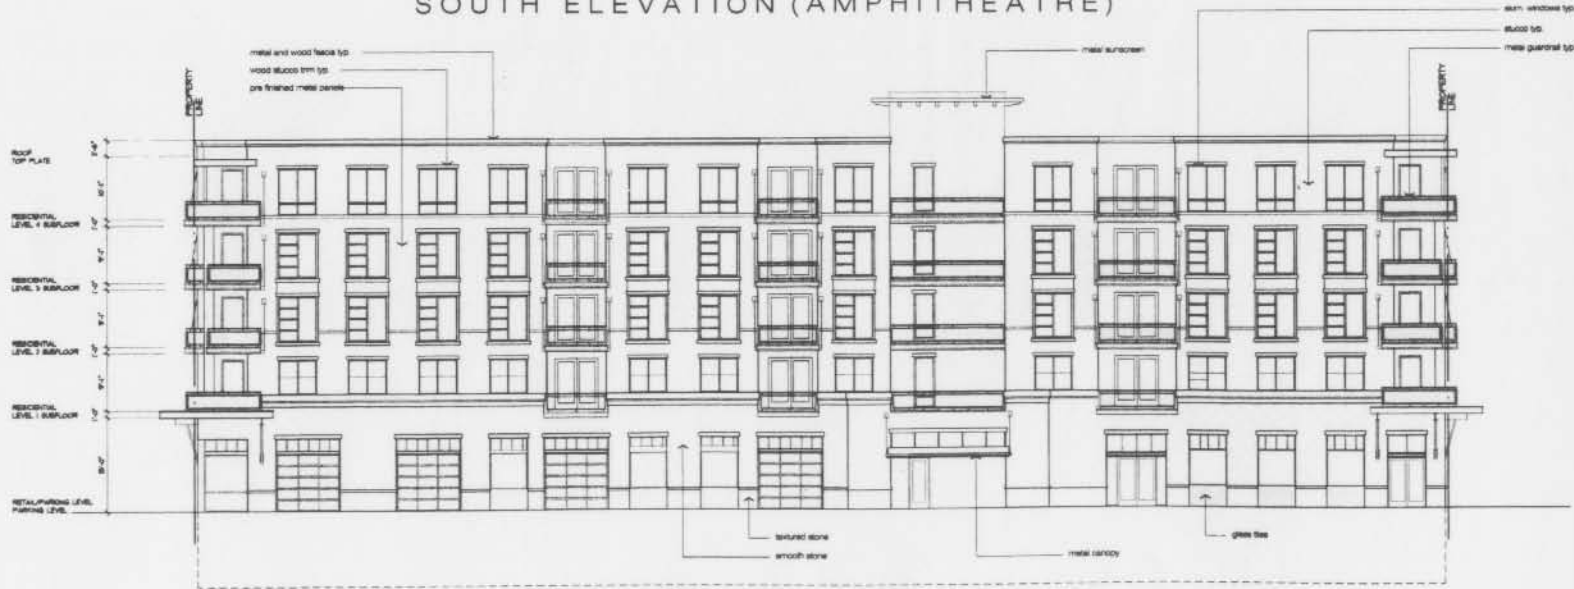 SOUTH ELEVATION (AMPHITHEATRE)
alum. windows typ.
stucco typ.
metal guardrail typ.
metal sunscreen
metal and wood fascia typ.
wood stucco trim typ.
pre finished metal panels
PROPERTY
LINE
PROPERTY
LINE
ROOF
TOP PLATE
RESIDENTIAL
LEVEL 4 SUBFLOOR
RESIDENTIAL
LEVEL 3 SUBFLOOR
RESIDENTIAL
LEVEL 2 SUBFLOOR
RESIDENTIAL
LEVEL 1 SUBFLOOR
RETAIL/PARKING LEVEL
PARKING LEVEL
textured stone
smooth stone
metal canopy
glass tiles